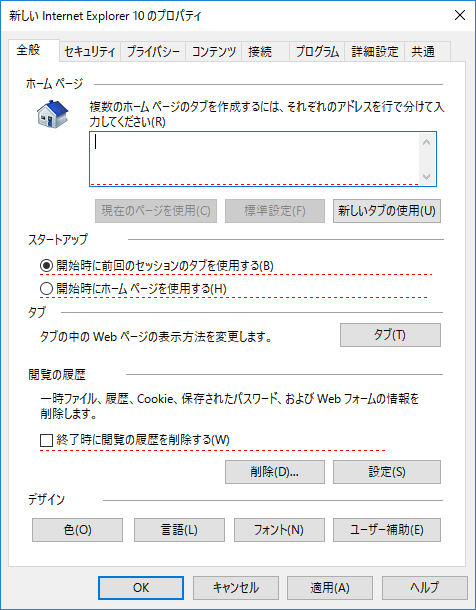 新しい Internet Explorer 10 のプロパティ
全般 セキュリティ プライバシー コンテンツ 接続 プログラム 詳細設定 共通
ホーム ページ
複数のホーム ページのタブを作成するには、それぞれのアドレスを行で分けて入
力してください(R)
現在のページを使用(C) 標準設定(F) 新しいタブの使用(U)
スタートアップ
開始時に前回のセッションのタブを使用する(B)
開始時にホーム ページを使用する(H)
タブ
タブの中の Web ページの表示方法を変更します。 タブ(T)
閲覧の履歴
一時ファイル、履歴、Cookie、保存されたパスワード、および Web フォームの情報を
削除します。
終了時に閲覧の履歴を削除する(W)
削除(D)... 設定(S)
デザイン
色(O) 言語(L) フォント(N) ユーザー補助(E)
OK キャンセル 適用(A) ヘルプ